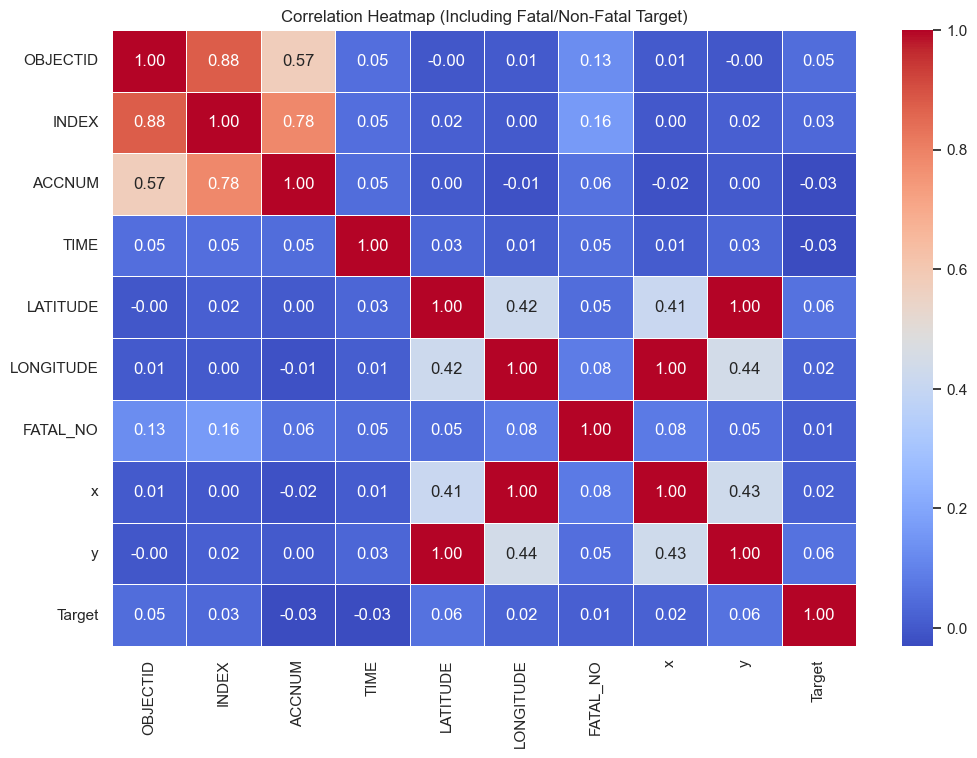 Correlation Heatmap (Including Fatal/Non-Fatal Target)
OBJECTID 1.00 0.88 0.57 0.05 -0.00 0.01 0.13 0.01 -0.00 0.05
INDEX 0.88 1.00 0.78 0.05 0.02 0.00 0.16 0.00 0.02 0.03
ACCNUM 0.57 0.78 1.00 0.05 0.00 -0.01 0.06 -0.02 0.00 -0.03
TIME 0.05 0.05 0.05 1.00 0.03 0.01 0.05 0.01 0.03 -0.03
LATITUDE -0.00 0.02 0.00 0.03 1.00 0.42 0.05 0.41 1.00 0.06
LONGITUDE 0.01 0.00 -0.01 0.01 0.42 1.00 0.08 1.00 0.44 0.02
FATAL_NO 0.13 0.16 0.06 0.05 0.05 0.08 1.00 0.08 0.05 0.01
x 0.01 0.00 -0.02 0.01 0.41 1.00 0.08 1.00 0.43 0.02
y -0.00 0.02 0.00 0.03 1.00 0.44 0.05 0.43 1.00 0.06
Target 0.05 0.03 -0.03 -0.03 0.06 0.02 0.01 0.02 0.06 1.00
OBJECTID INDEX ACCNUM TIME LATITUDE LONGITUDE FATAL_NO x y Target
1.0
0.8
0.6
0.4
0.2
0.0